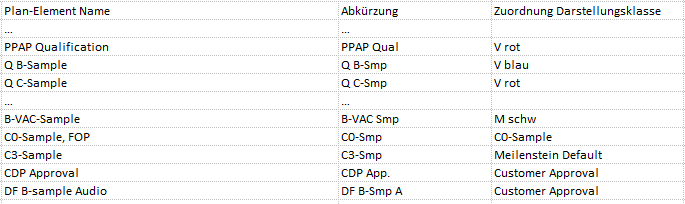 Plan-Element Name Abkürzung Zuordnung Darstellungsklasse
... ...
PPAP Qualification PPAP Qual V rot
Q B-Sample Q B-Smp V blau
Q C-Sample Q C-Smp V rot
... ...
B-VAC-Sample B-VAC Smp M schw
C0-Sample, FOP C0-Smp C0-Sample
C3-Sample C3-Smp Meilenstein Default
CDP Approval CDP App. Customer Approval
DF B-sample Audio DF B-Smp A Customer Approval